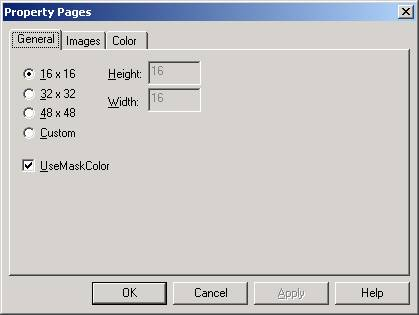 Property Pages
General Images Color
16 x 16 Height: 16
32 x 32
Width: 16
48 x 48
Custom
UseMaskColor
OK Cancel Apply Help